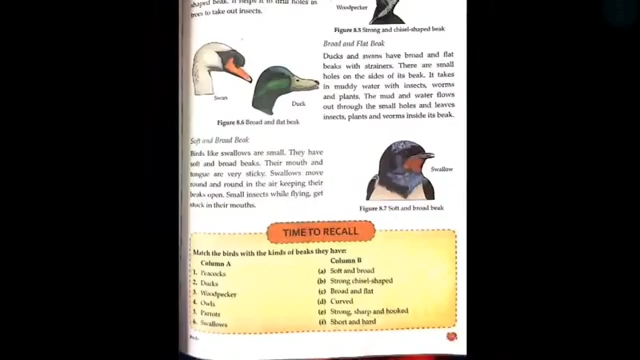 shaped beak. It helps it to drill holes in
trees to take out insects.
Woodpecker
Figure 8.5 Strong and chisel-shaped beak
Swan
Duck
Figure 8.6 Broad and flat beak
Broad and Flat Beak
Ducks and swans have broad and flat
beaks with strainers. There are small
holes on the sides of its beak. It takes
in muddy water with insects, worms
and plants. The mud and water flows
out through the small holes and leaves
insects, plants and worms inside its beak.
Soft and Broad Beak
Birds like swallows are small. They have
soft and broad beaks. Their mouth and
tongue are very sticky. Swallows move
round and round in the air keeping their
beaks open. Small insects while flying, get
stuck in their mouths.
Swallow
Figure 8.7 Soft and broad beak
TIME TO RECALL
Match the birds with the kinds of beaks they have:
Column A Column B
1. Peacocks (a) Soft and broad
2. Ducks (b) Strong chisel-shaped
3. Woodpecker (c) Broad and flat
4. Owls (d) Curved
5. Parrots (e) Strong, sharp and hooked
6. Swallows (f) Short and hard
Birds